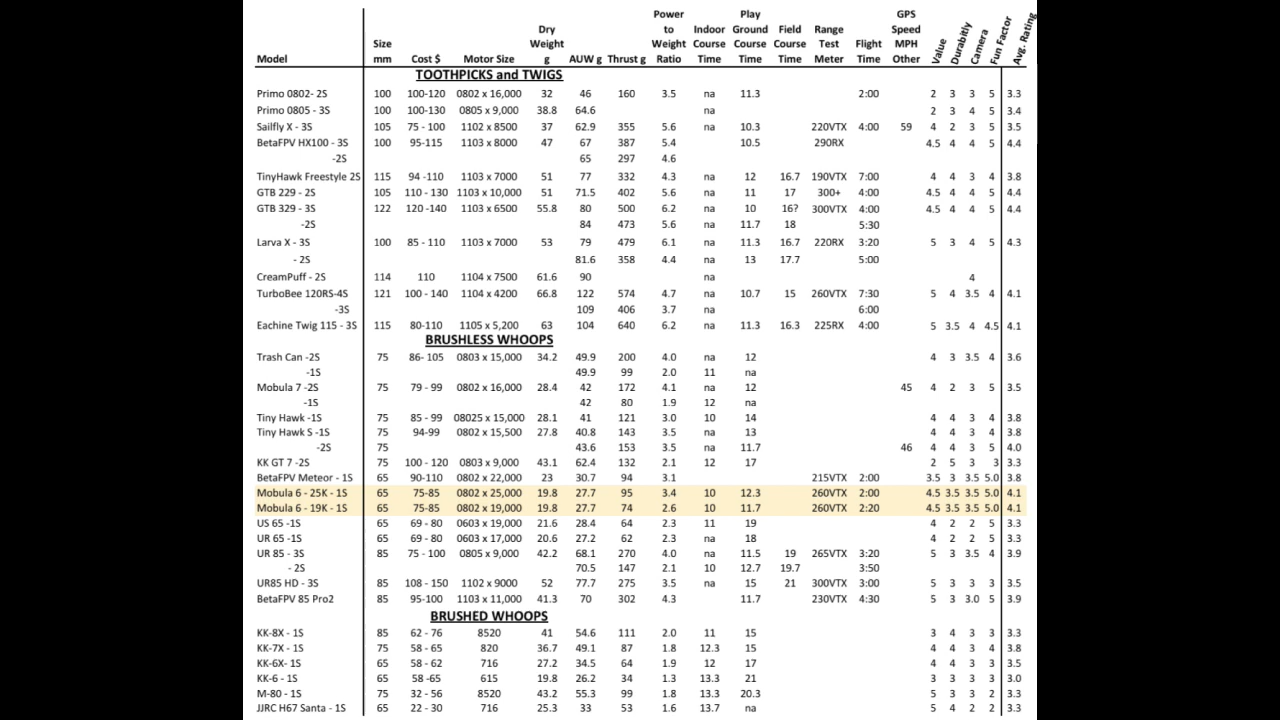 Power Play GPS
Dry to Indoor Ground Field Range Speed
Size Weight Weight Course Course Course Test Flight MPH Value Durabitly Camera Fun Factor Avg. Rating
Model mm Cost $ Motor Size g AUW g Thrust g Ratio Time Time Time Meter Time Other
TOOTHPICKS and TWIGS
Primo 0802- 2S 100 100-120 0802 x 16,000 32 46 160 3.5 na 11.3 2:00 2 3 3 5 3.3
Primo 0805 - 3S 100 100-130 0805 x 9,000 38.8 64.6 na 2 3 4 5 3.4
Sailfly X - 3S 105 75 - 100 1102 x 8500 37 62.9 355 5.6 na 10.3 220VTX 4:00 59 4 2 3 5 3.5
BetaFPV HX100 - 3S 100 95-115 1103 x 8000 47 67 387 5.4 10.5 290RX 4.5 4 4 5 4.4
-2S 65 297 4.6
TinyHawk Freestyle 2S 115 94 -110 1103 x 7000 51 77 332 4.3 na 12 16.7 190VTX 7:00 4 4 3 4 3.8
GTB 229 - 2S 105 110 - 130 1103 x 10,000 51 71.5 402 5.6 na 11 17 300+ 4:00 4.5 4 4 5 4.4
GTB 329 - 3S 122 120 -140 1103 x 6500 55.8 80 500 6.2 na 10 16? 300VTX 4:00 4.5 4 4 5 4.4
-2S 84 473 5.6 na 11.7 18 5:30
Larva X - 3S 100 85 - 110 1103 x 7000 53 79 479 6.1 na 11.3 16.7 220RX 3:20 5 3 4 5 4.3
- 2S 81.6 358 4.4 na 13 17.7 5:00
CreamPuff - 2S 114 110 1104 x 7500 61.6 90 na 4
TurboBee 120RS-4S 121 100 - 140 1104 x 4200 66.8 122 574 4.7 na 10.7 15 260VTX 7:30 5 4 3.5 4 4.1
-3S 109 406 3.7 na 6:00
Eachine Twig 115 - 3S 115 80-110 1105 x 5,200 63 104 640 6.2 na 11.3 16.3 225RX 4:00 5 3.5 4 4.5 4.1
BRUSHLESS WHOOPS
Trash Can -2S 75 86- 105 0803 x 15,000 34.2 49.9 200 4.0 na 12 4 3 3.5 4 3.6
-1S 49.9 99 2.0 11 na
Mobula 7 -2S 75 79 - 99 0802 x 16,000 28.4 42 172 4.1 na 12 45 4 2 3 5 3.5
-1S 42 80 1.9 12 na
Tiny Hawk -1S 75 85 - 99 08025 x 15,000 28.1 41 121 3.0 10 14 4 4 3 4 3.8
Tiny Hawk S -1S 75 94-99 0802 x 15,500 27.8 40.8 143 3.5 na 13 4 4 3 4 3.8
-2S 75 43.6 153 3.5 na 11.7 46 4 4 3 5 4.0
KK GT 7 -2S 75 100 - 120 0803 x 9,000 43.1 62.4 132 2.1 12 17 2 5 3 3 3.3
BetaFPV Meteor - 1S 65 90-110 0802 x 22,000 23 30.7 94 3.1 215VTX 2:00 3.5 3 3.5 5.0 3.8
Mobula 6 - 25K - 1S 65 75-85 0802 x 25,000 19.8 27.7 95 3.4 10 12.3 260VTX 2:00 4.5 3.5 3.5 5.0 4.1
Mobula 6 - 19K - 1S 65 75-85 0802 x 19,000 19.8 27.7 74 2.6 10 11.7 260VTX 2:20 4.5 3.5 3.5 5.0 4.1
US 65 -1S 65 69 - 80 0603 x 19,000 21.6 28.4 64 2.3 11 19 4 2 2 5 3.3
UR 65 -1S 65 69 - 80 0603 x 17,000 20.6 27.2 62 2.3 na 18 4 2 2 5 3.3
UR 85 - 3S 85 75 - 100 0805 x 9,000 42.2 68.1 270 4.0 na 11.5 19 265VTX 3:20 5 3 3.5 4 3.9
- 2S 70.5 147 2.1 10 12.7 19.7 3:50
UR85 HD - 3S 85 108 - 150 1102 x 9000 52 77.7 275 3.5 na 15 21 300VTX 3:00 5 3 3 3 3.5
BetaFPV 85 Pro2 85 95-100 1103 x 11,000 41.3 70 302 4.3 11.7 230VTX 4:30 5 3 3.0 5 3.9
BRUSHED WHOOPS
KK-8X - 1S 85 62 - 76 8520 41 54.6 111 2.0 11 15 3 4 3 3 3.3
KK-7X - 1S 75 58 - 65 820 36.7 49.1 87 1.8 12.3 15 4 4 3 4 3.8
KK-6X- 1S 65 58 - 62 716 27.2 34.5 64 1.9 12 17 4 4 3 3 3.5
KK-6 - 1S 65 58 -65 615 19.8 26.2 34 1.3 13.3 21 3 3 3 3 3.0
M-80 - 1S 75 32 - 56 8520 43.2 55.3 99 1.8 13.3 20.3 5 3 3 2 3.3
JJRC H67 Santa - 1S 65 22 - 30 716 25.3 33 53 1.6 13.7 na 5 4 2 2 3.3